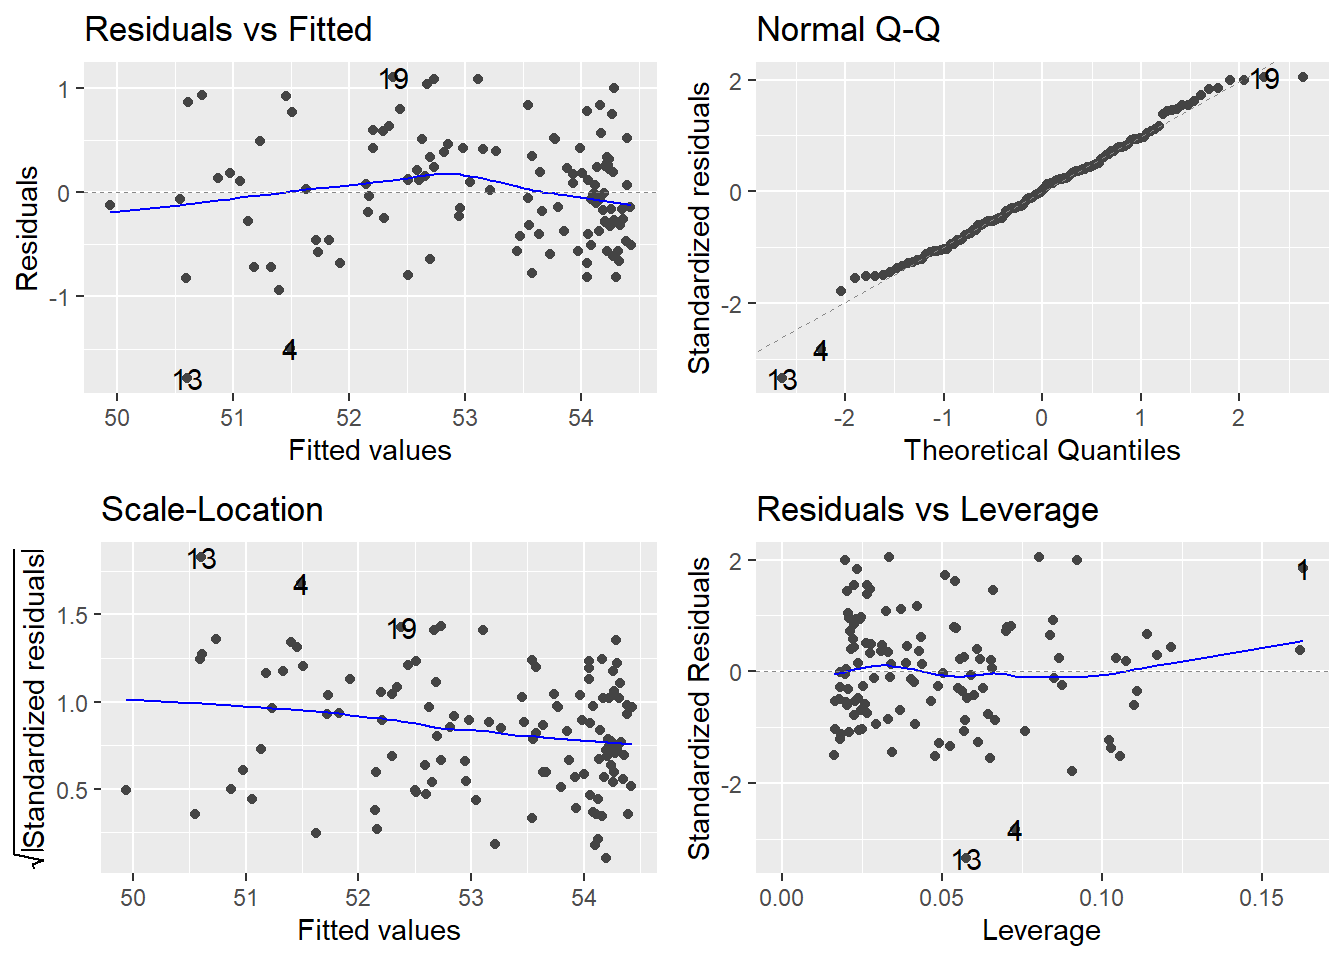 Residuals vs Fitted
Residuals
1
0
-1
19
4
13
50 51 52 53 54
Fitted values
Normal Q-Q
Standardized residuals
2
0
-2
19
4
13
-2 -1 0 1 2
Theoretical Quantiles
Scale-Location
√|Standardized residuals|
1.5
1.0
0.5
13
4
19
50 51 52 53 54
Fitted values
Residuals vs Leverage
Standardized Residuals
2
0
-2
1
4
13
0.00 0.05 0.10 0.15
Leverage